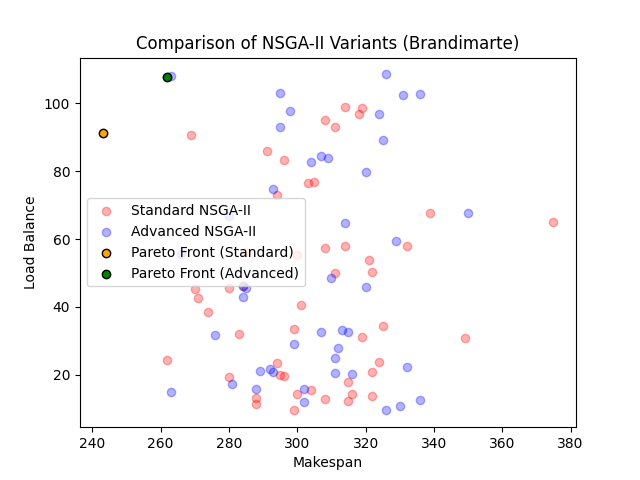 Comparison of NSGA-II Variants (Brandimarte)
100
80
60
40
20
Load Balance
Standard NSGA-II
Advanced NSGA-II
Pareto Front (Standard)
Pareto Front (Advanced)
240 260 280 300 320 340 360 380
Makespan